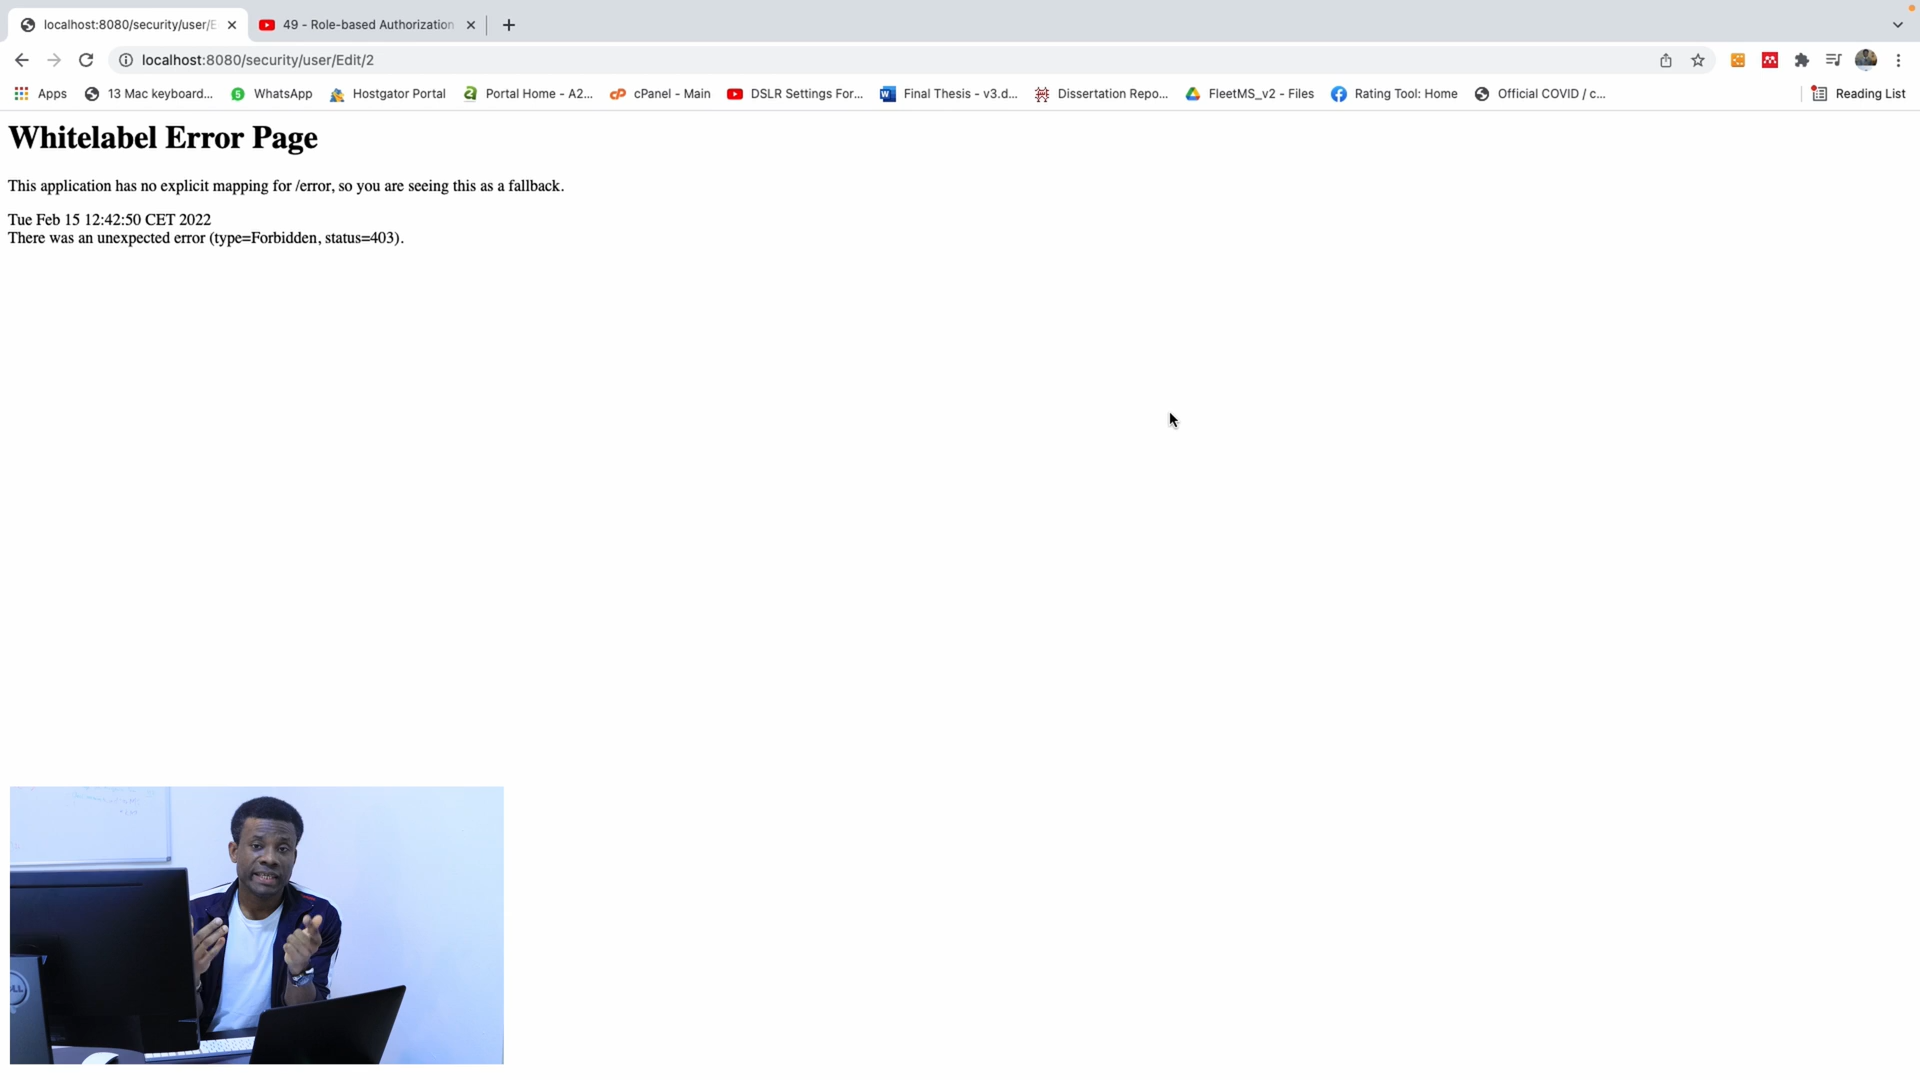 localhost:8080/security/user/E
49 - Role-based Authorization
localhost:8080/security/user/Edit/2
Apps
13 Mac keyboard...
WhatsApp
Hostgator Portal
Portal Home - A2...
cPanel - Main
DSLR Settings For...
Final Thesis - v3.d...
Dissertation Repo...
FleetMS_v2 - Files
Rating Tool: Home
Official COVID / c...
Reading List
Whitelabel Error Page
This application has no explicit mapping for /error, so you are seeing this as a fallback.
Tue Feb 15 12:42:50 CET 2022
There was an unexpected error (type=Forbidden, status=403).